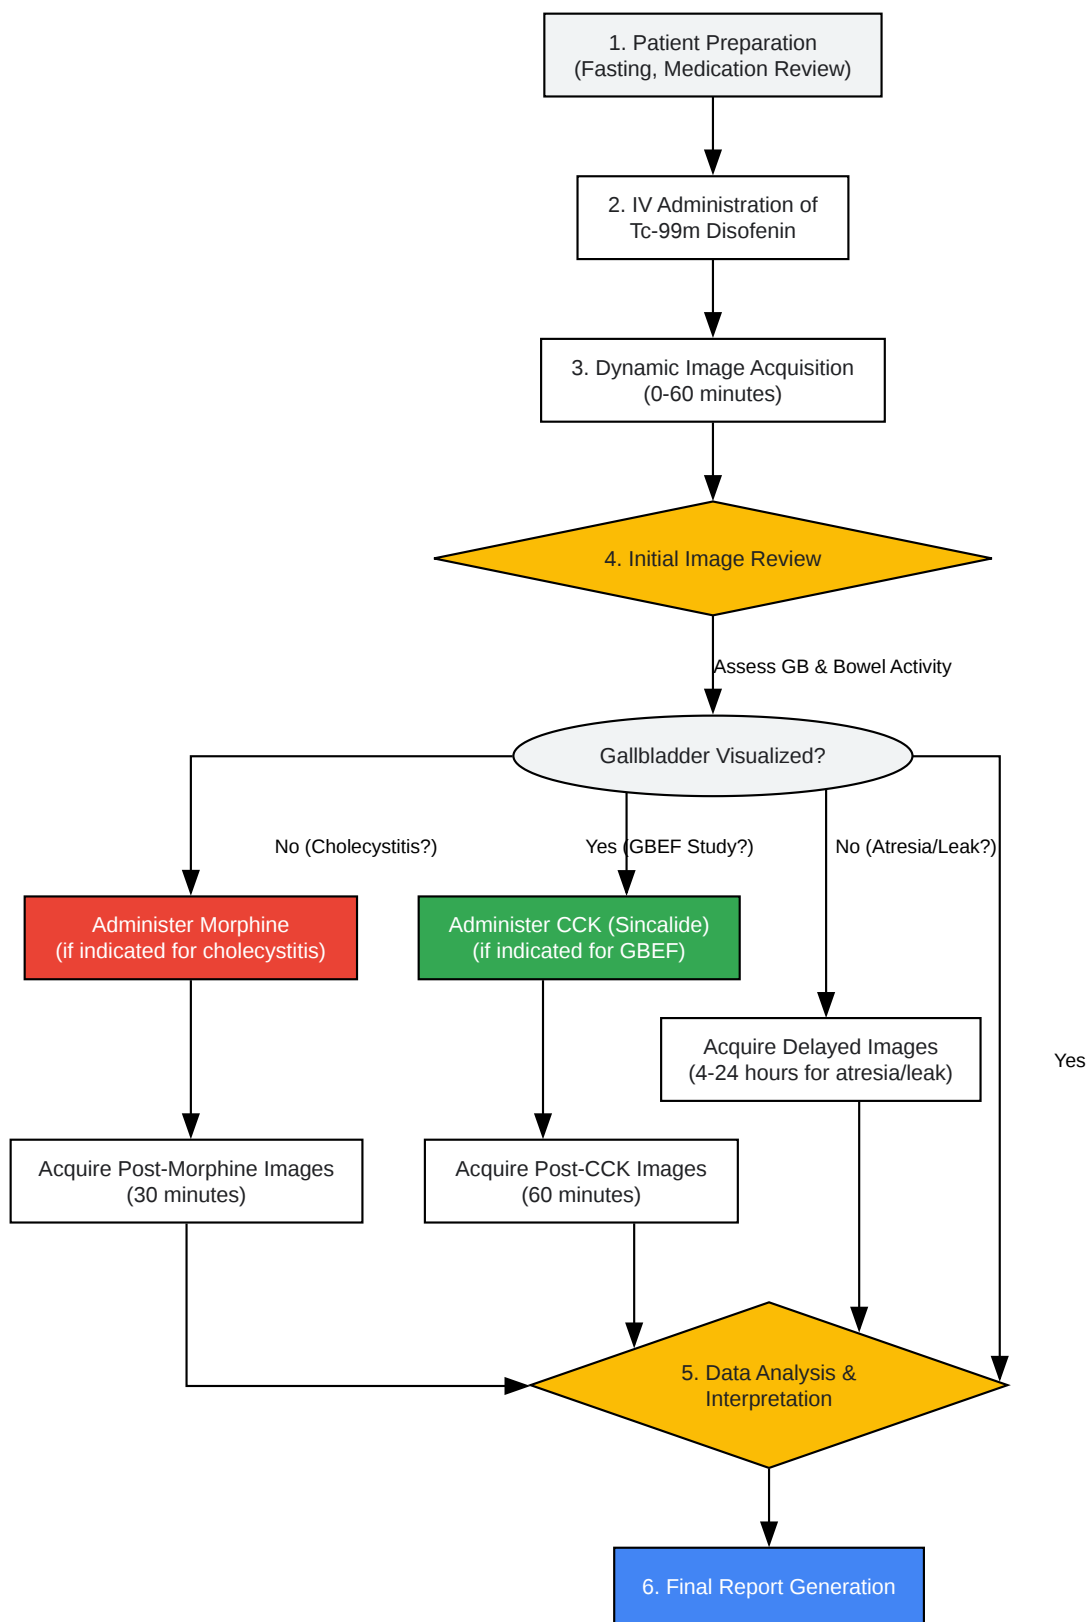 1. Patient Preparation
(Fasting, Medication Review)
2. IV Administration of
Tc-99m Disofenin
3. Dynamic Image Acquisition
(0-60 minutes)
4. Initial Image Review
Assess GB & Bowel Activity
Gallbladder Visualized?
No (Cholecystitis?)
Yes (GBEF Study?)
No (Atresia/Leak?)
Administer Morphine
(if indicated for cholecystitis)
Administer CCK (Sincalide)
(if indicated for GBEF)
Acquire Delayed Images
(4-24 hours for atresia/leak)
Yes
Acquire Post-Morphine Images
(30 minutes)
Acquire Post-CCK Images
(60 minutes)
5. Data Analysis &
Interpretation
6. Final Report Generation